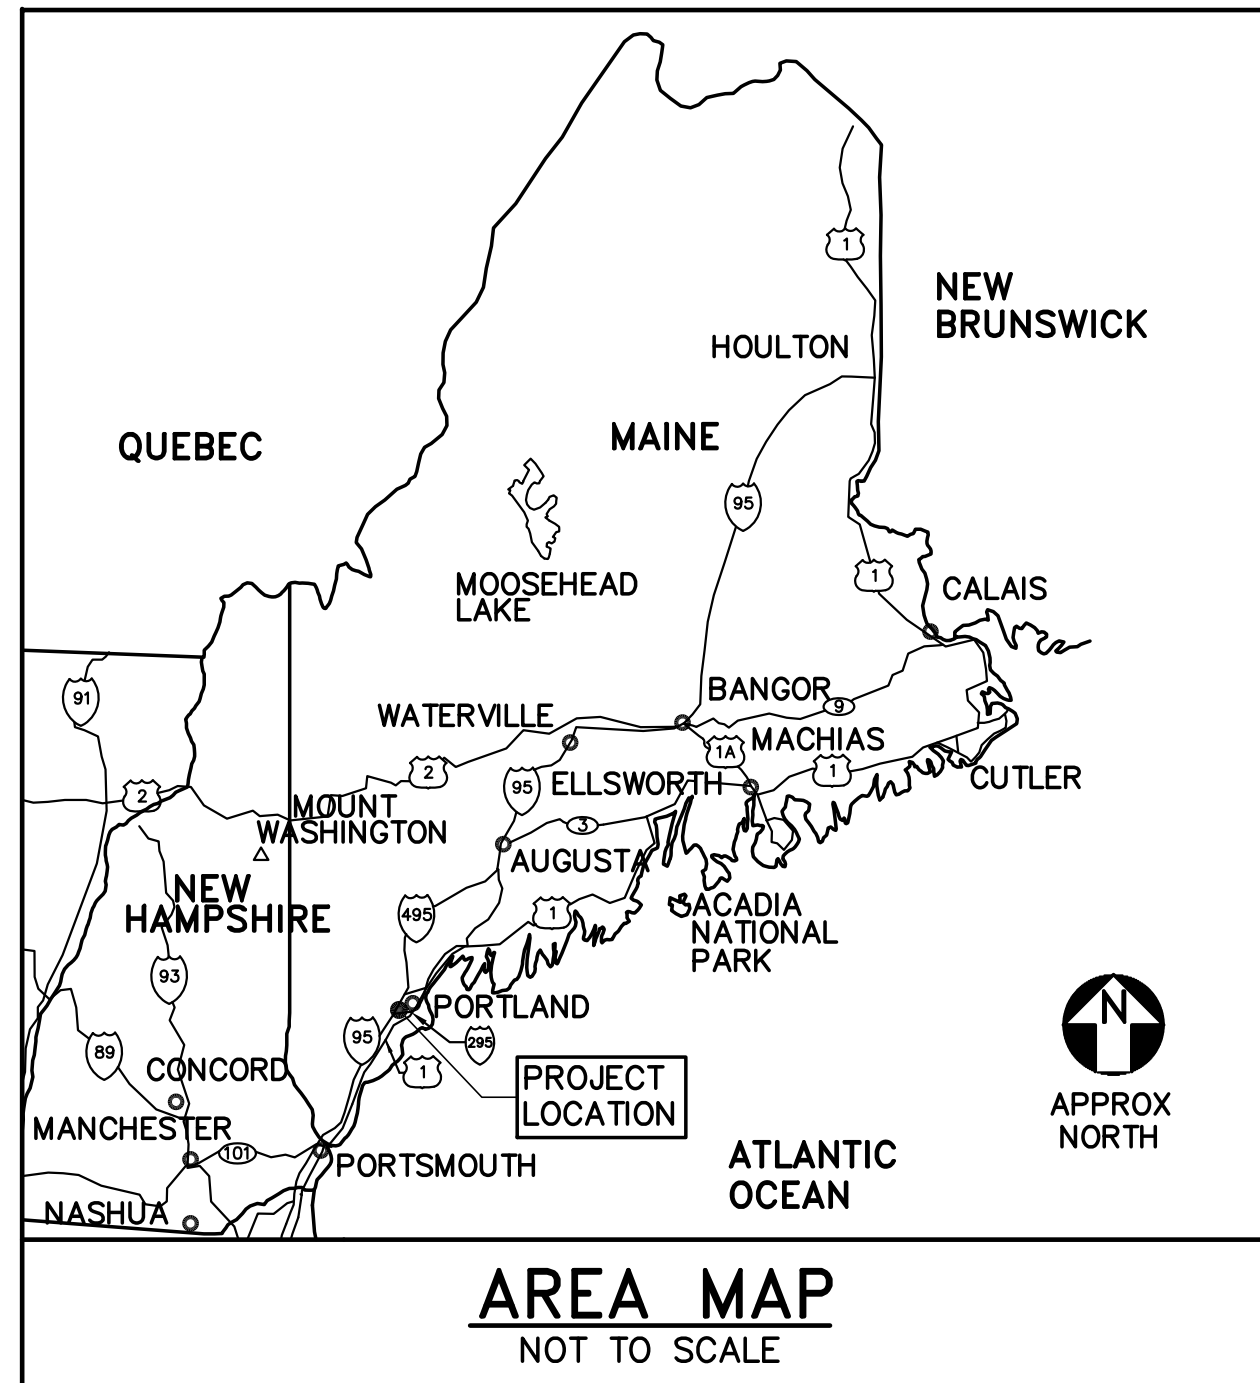 1
NEW
BRUNSWICK
HOULTON
MAINE
QUEBEC
95
MOOSEHEAD
LAKE
1
CALAIS
91
BANGOR
9
WATERVILLE
1A
MACHIAS
2
1
CUTLER
95
ELLSWORTH
2
MOUNT
WASHINGTON
3
AUGUSTA
NEW
HAMPSHIRE
495
1
ACADIA
NATIONAL
PARK
93
PORTLAND
N
95
295
89
CONCORD
1
PROJECT
LOCATION
APPROX
NORTH
MANCHESTER
101
PORTSMOUTH
ATLANTIC
OCEAN
NASHUA
AREA MAP
NOT TO SCALE